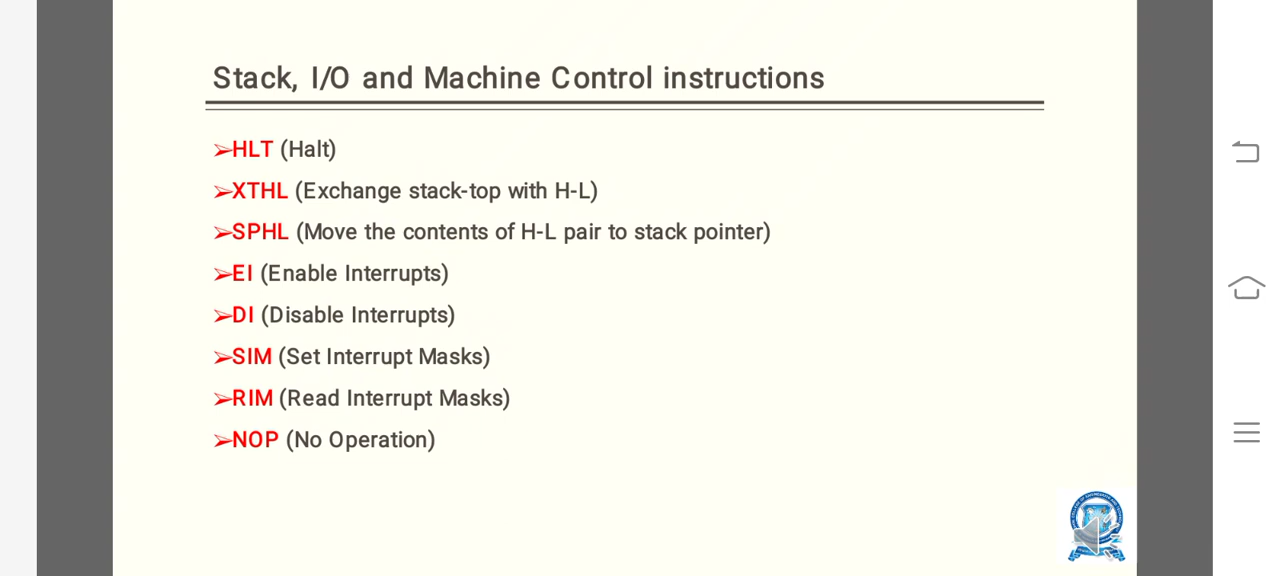 Stack, I/O and Machine Control instructions
➢HLT (Halt)
➢XTHL (Exchange stack-top with H-L)
➢SPHL (Move the contents of H-L pair to stack pointer)
➢EI (Enable Interrupts)
➢DI (Disable Interrupts)
➢SIM (Set Interrupt Masks)
➢RIM (Read Interrupt Masks)
➢NOP (No Operation)